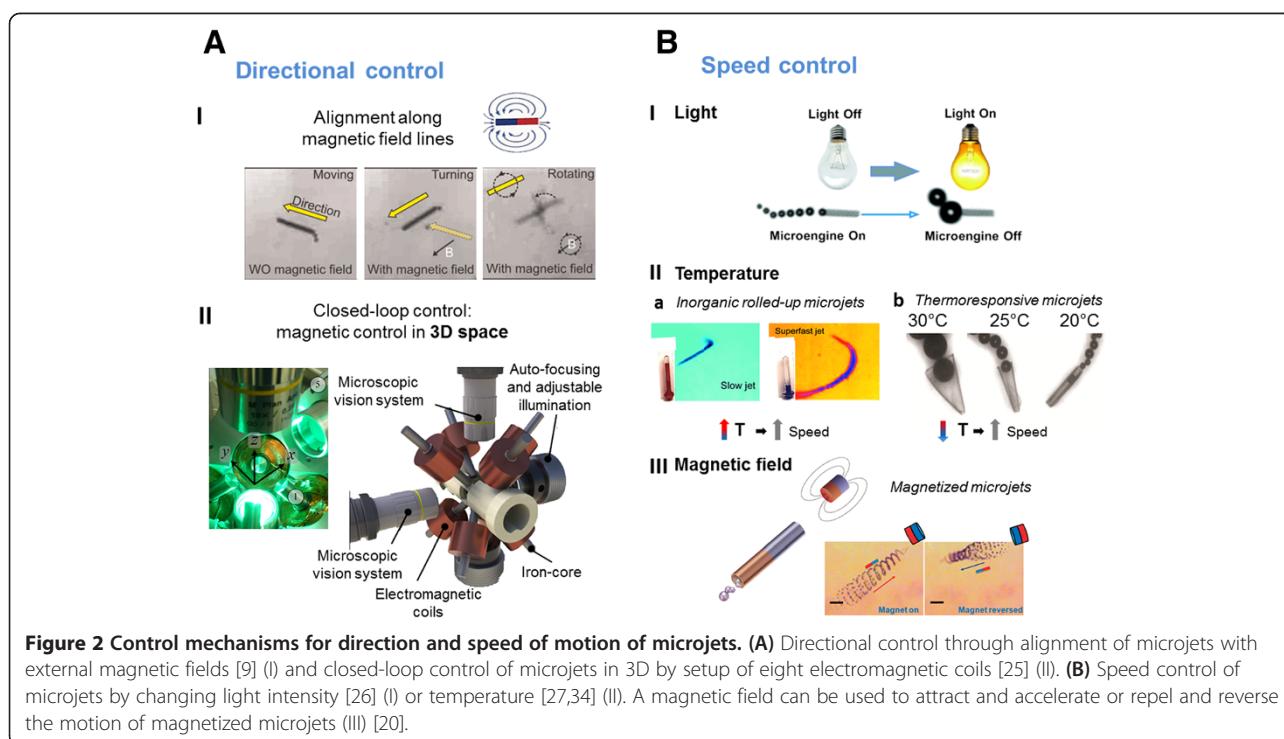 A
Directional control
I
Alignment along
magnetic field lines
Moving
Direction
WO magnetic field
Turning
B
With magnetic field
Rotating
B
With magnetic field
II
Closed-loop control:
magnetic control in 3D space
5
z
y
x
1
Microscopic
vision system
Auto-focusing
and adjustable
illumination
Microscopic
vision system
Electromagnetic
coils
Iron-core
B
Speed control
I Light
Light Off
Light On
Microengine On
Microengine Off
II Temperature
a Inorganic rolled-up microjets
Slow jet
Superfast jet
T Speed
b Thermoresponsive microjets
30°C 25°C 20°C
T Speed
III Magnetic field
Magnetized microjets
Magnet on
Magnet reversed
Figure 2 Control mechanisms for direction and speed of motion of microjets. (A) Directional control through alignment of microjets with
external magnetic fields [9] (I) and closed-loop control of microjets in 3D by setup of eight electromagnetic coils [25] (II). (B) Speed control of
microjets by changing light intensity [26] (I) or temperature [27,34] (II). A magnetic field can be used to attract and accelerate or repel and reverse
the motion of magnetized microjets (III) [20].